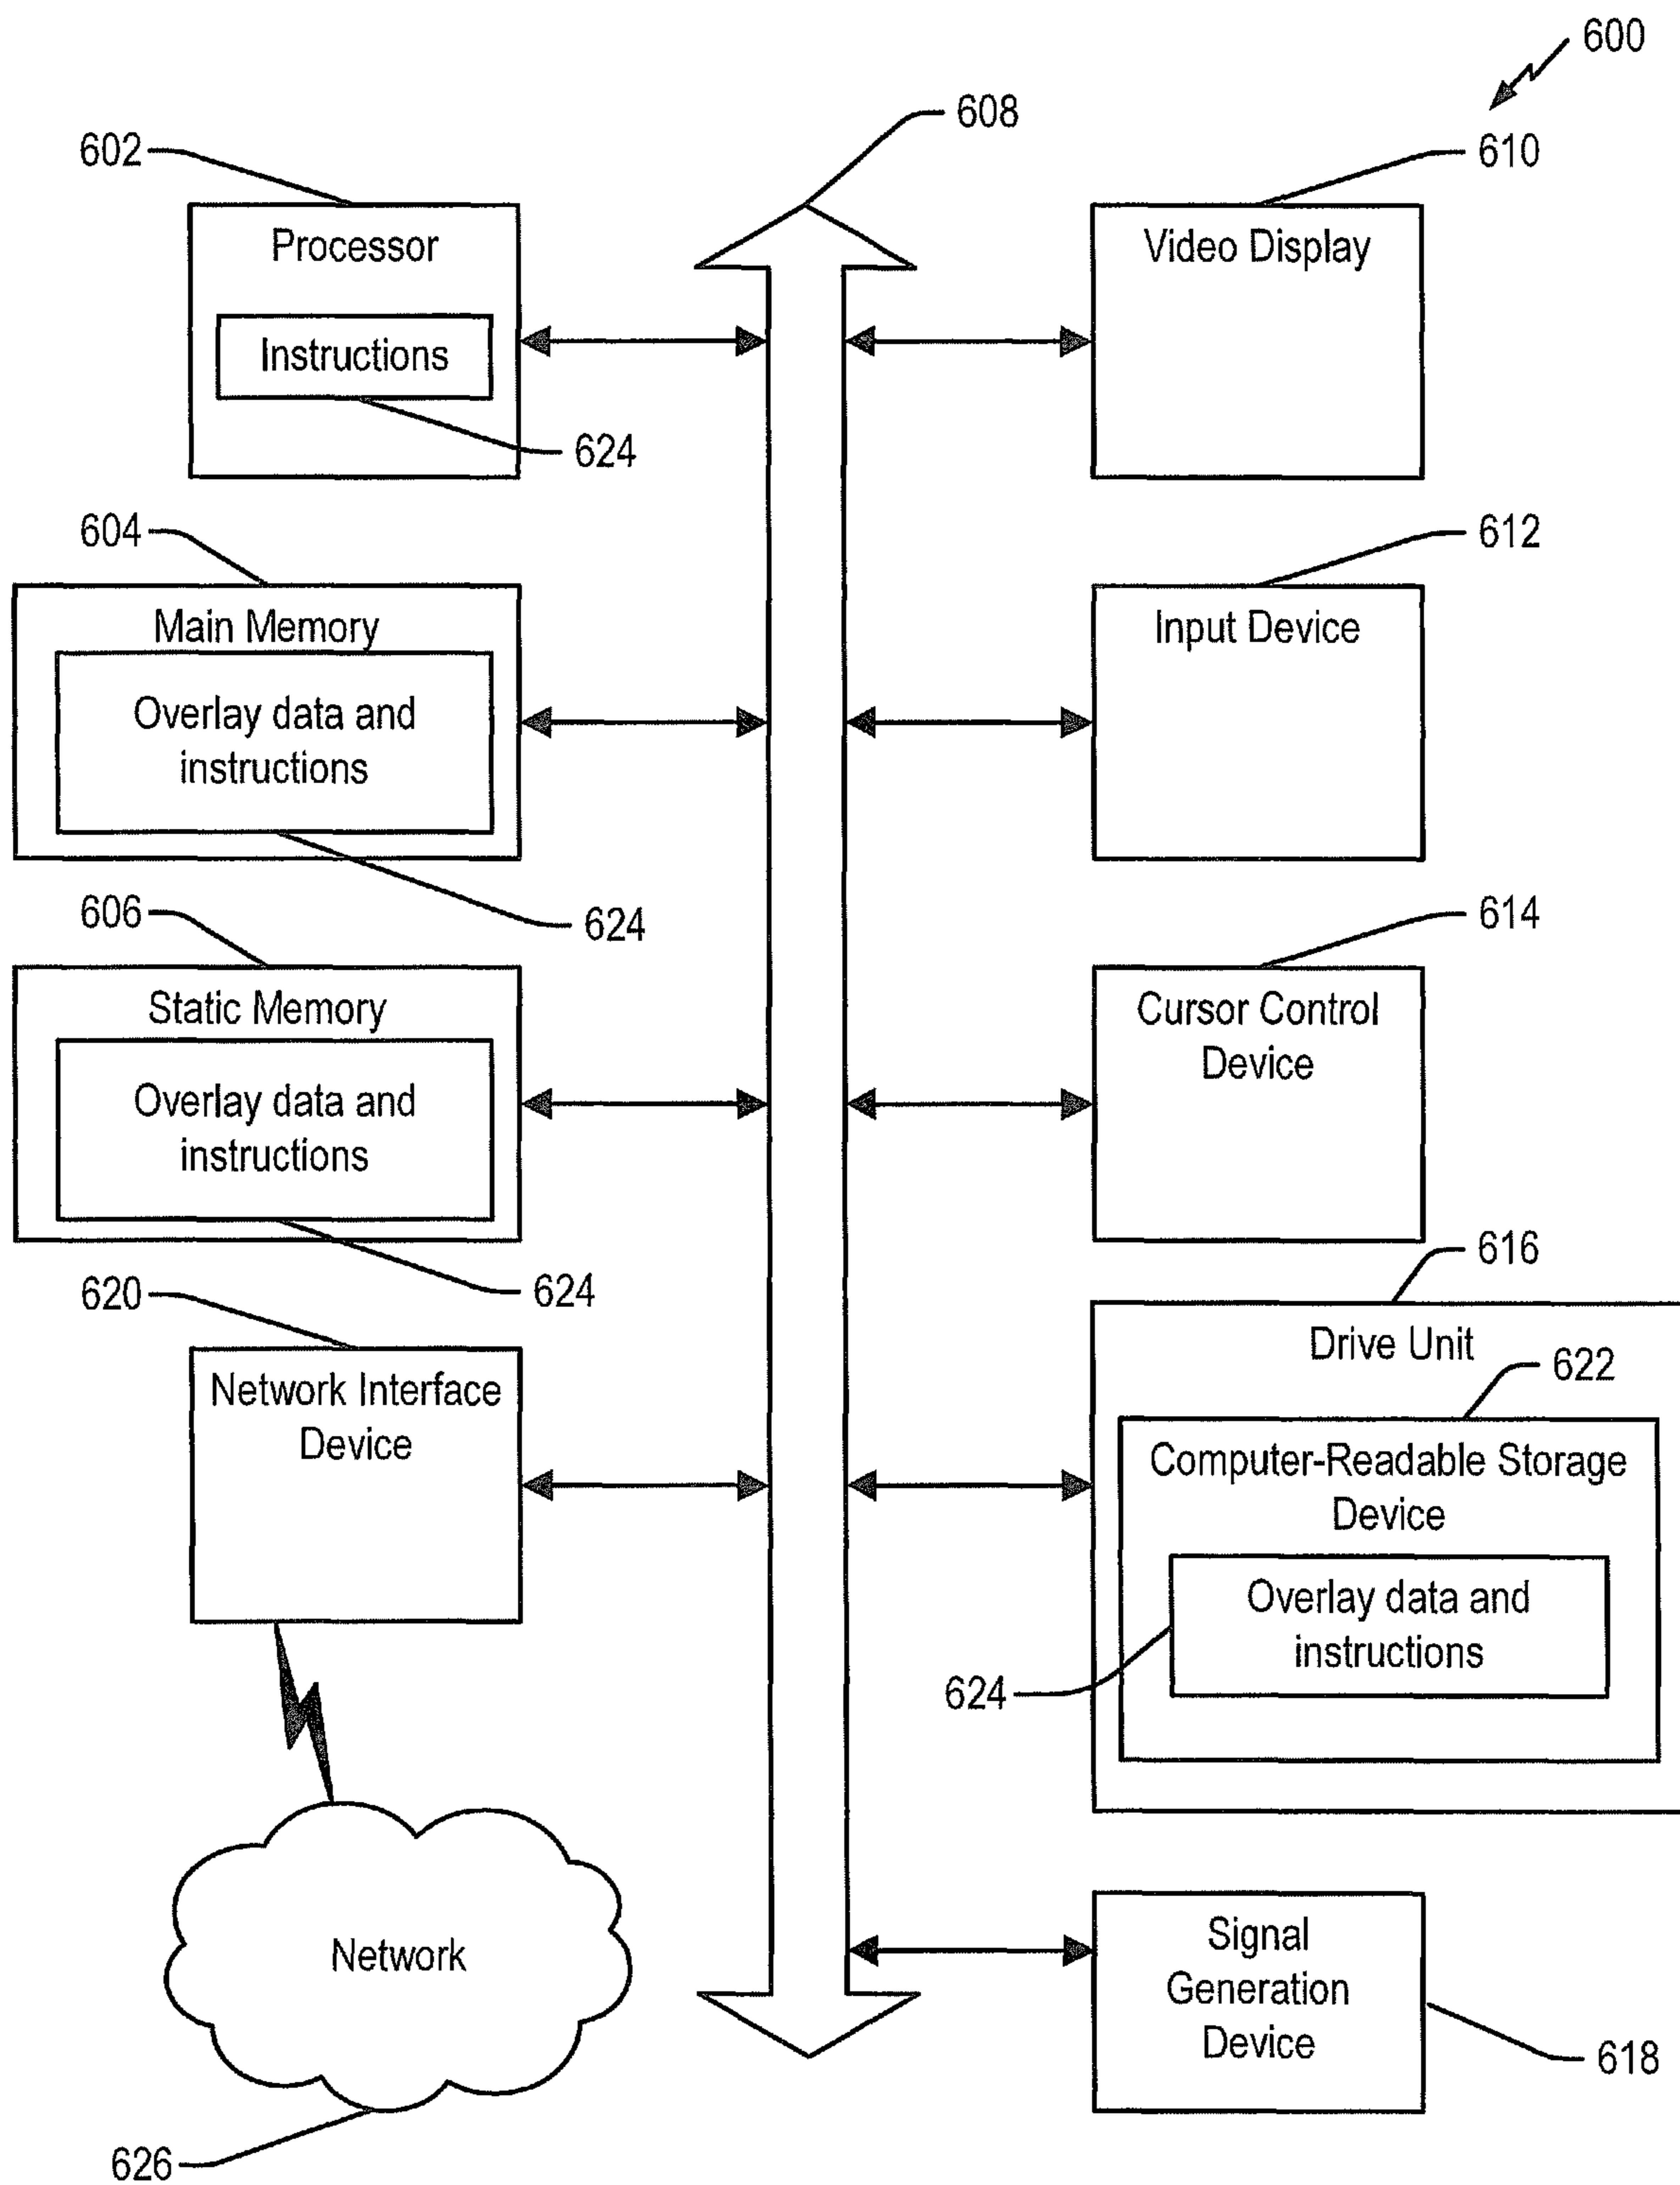 600
608
602
610
Processor
Instructions
624
Video Display
604
612
Main Memory
Overlay data and
instructions
624
Input Device
606
614
Static Memory
Overlay data and
instructions
624
Cursor Control
Device
620
616
Network Interface
Device
Drive Unit
622
Computer-Readable Storage
Device
Overlay data and
instructions
624
Network
626
Signal
Generation
Device
618